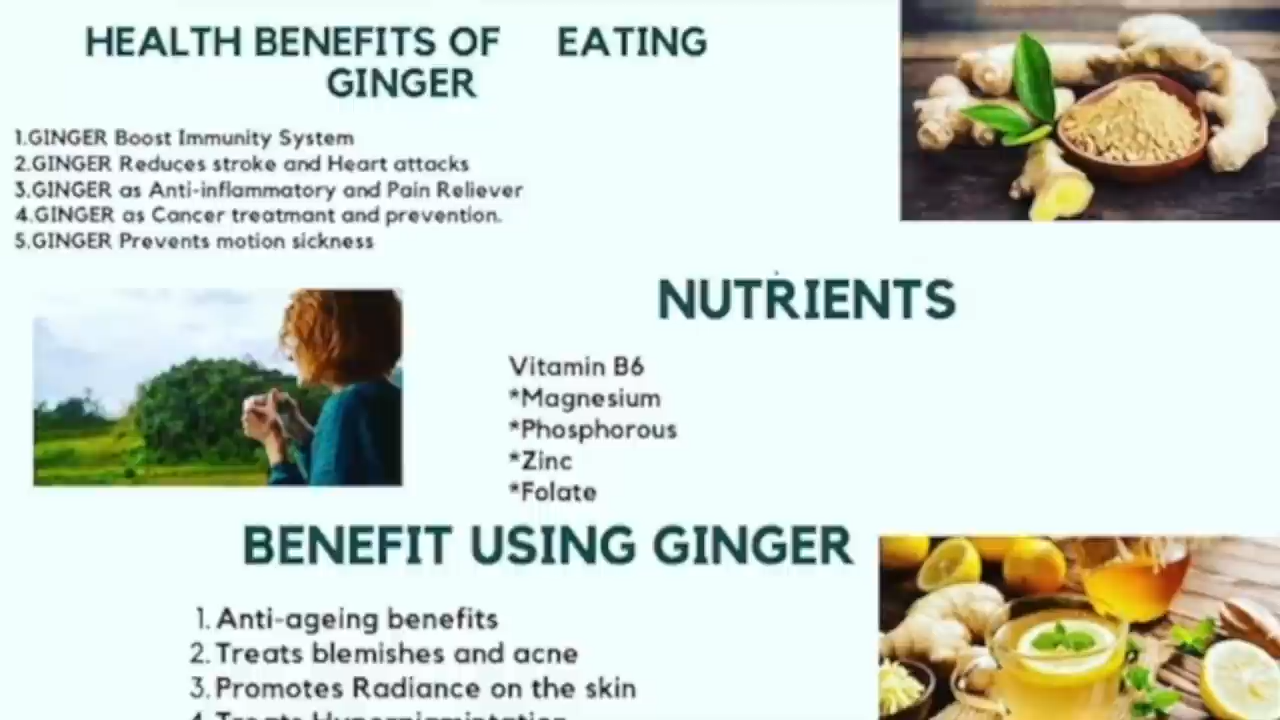 HEALTH BENEFITS OF EATING
GINGER
1.GINGER Boost Immunity System
2.GINGER Reduces stroke and Heart attacks
3.GINGER as Anti-inflammatory and Pain Reliever
4.GINGER as Cancer treatmant and prevention.
5.GINGER Prevents motion sickness
NUTRIENTS
Vitamin B6
*Magnesium
*Phosphorous
*Zinc
*Folate
BENEFIT USING GINGER
1. Anti-ageing benefits
2. Treats blemishes and acne
3. Promotes Radiance on the skin
4. Treats Hyperpigmintation